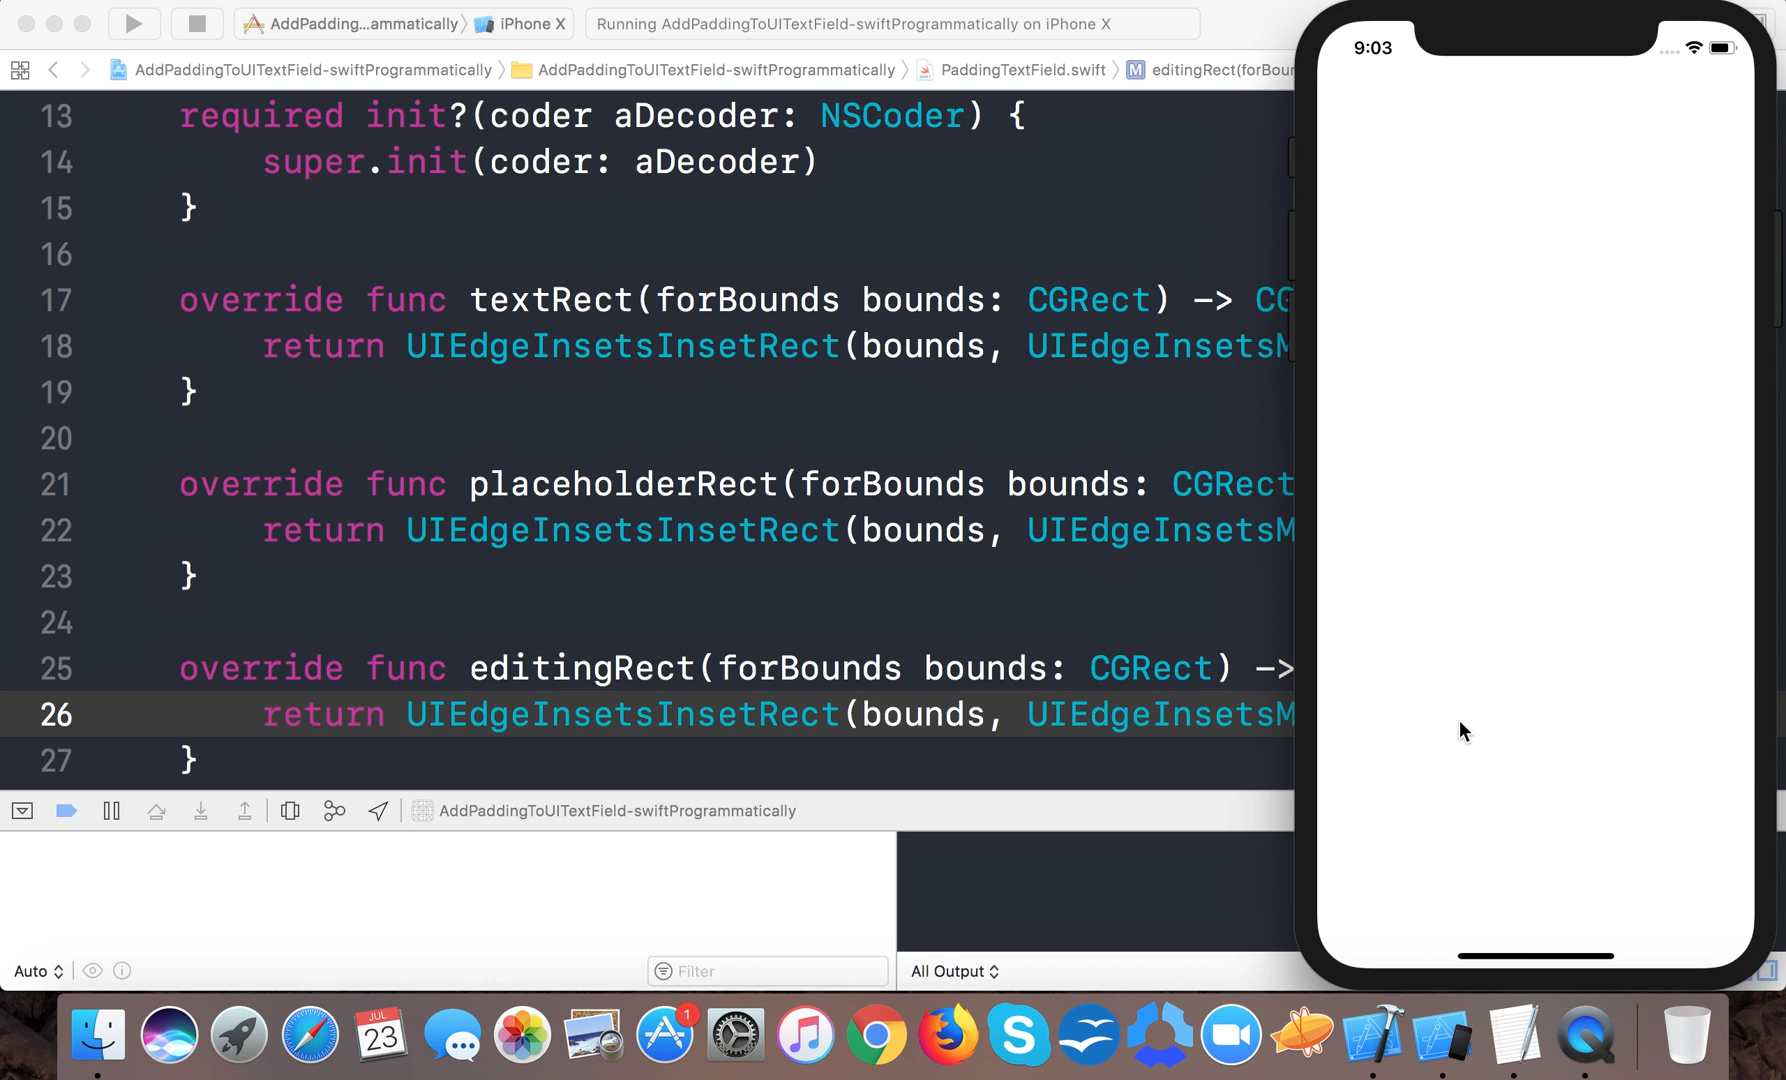 AddPadding...ammatically
iPhone X
Running AddPaddingToUITextField-swiftProgrammatically on iPhone X
9:03
AddPaddingToUITextField-swiftProgrammatically
AddPaddingToUITextField-swiftProgrammatically
PaddingTextField.swift
M
editingRect(forBoun
13 required init?(coder aDecoder: NSCoder) {
14 super.init(coder: aDecoder)
15 }
16
17 override func textRect(forBounds bounds: CGRect) -> CG
18 return UIEdgeInsetsInsetRect(bounds, UIEdgeInsetsM
19 }
20
21 override func placeholderRect(forBounds bounds: CGRect
22 return UIEdgeInsetsInsetRect(bounds, UIEdgeInsetsM
23 }
24
25 override func editingRect(forBounds bounds: CGRect) ->
26 return UIEdgeInsetsInsetRect(bounds, UIEdgeInsetsM
27 }
AddPaddingToUITextField-swiftProgrammatically
Auto
Filter
All Output
JUL
23
1
S